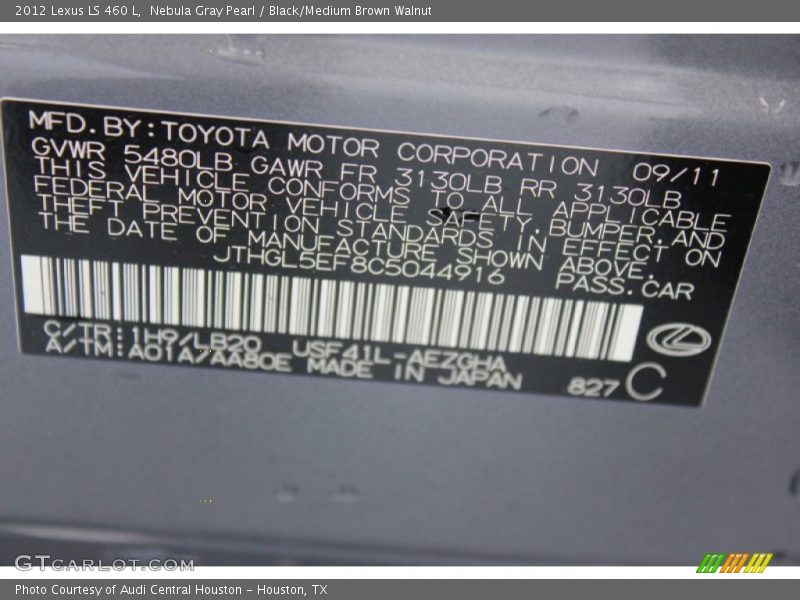 2012 Lexus LS 460 L, Nebula Gray Pearl / Black/Medium Brown Walnut
MFD. BY: TOYOTA MOTOR CORPORATION 09/11
GVWR 5480LB GAWR FR 3130LB RR 3130LB
THIS VEHICLE CONFORMS TO ALL APPLICABLE
FEDERAL MOTOR VEHICLE SAFETY, BUMPER, AND
THEFT PREVENTION STANDARDS IN EFFECT ON
THE DATE OF MANUFACTURE SHOWN ABOVE.
JTHGL5EF8C5044916 PASS. CAR
C/TR: 1H9/LB20 USF41L-AEZGHA
A/TM: A01A/AA80E MADE IN JAPAN 827 C
GTCARLOT.COM
Photo Courtesy of Audi Central Houston - Houston, TX